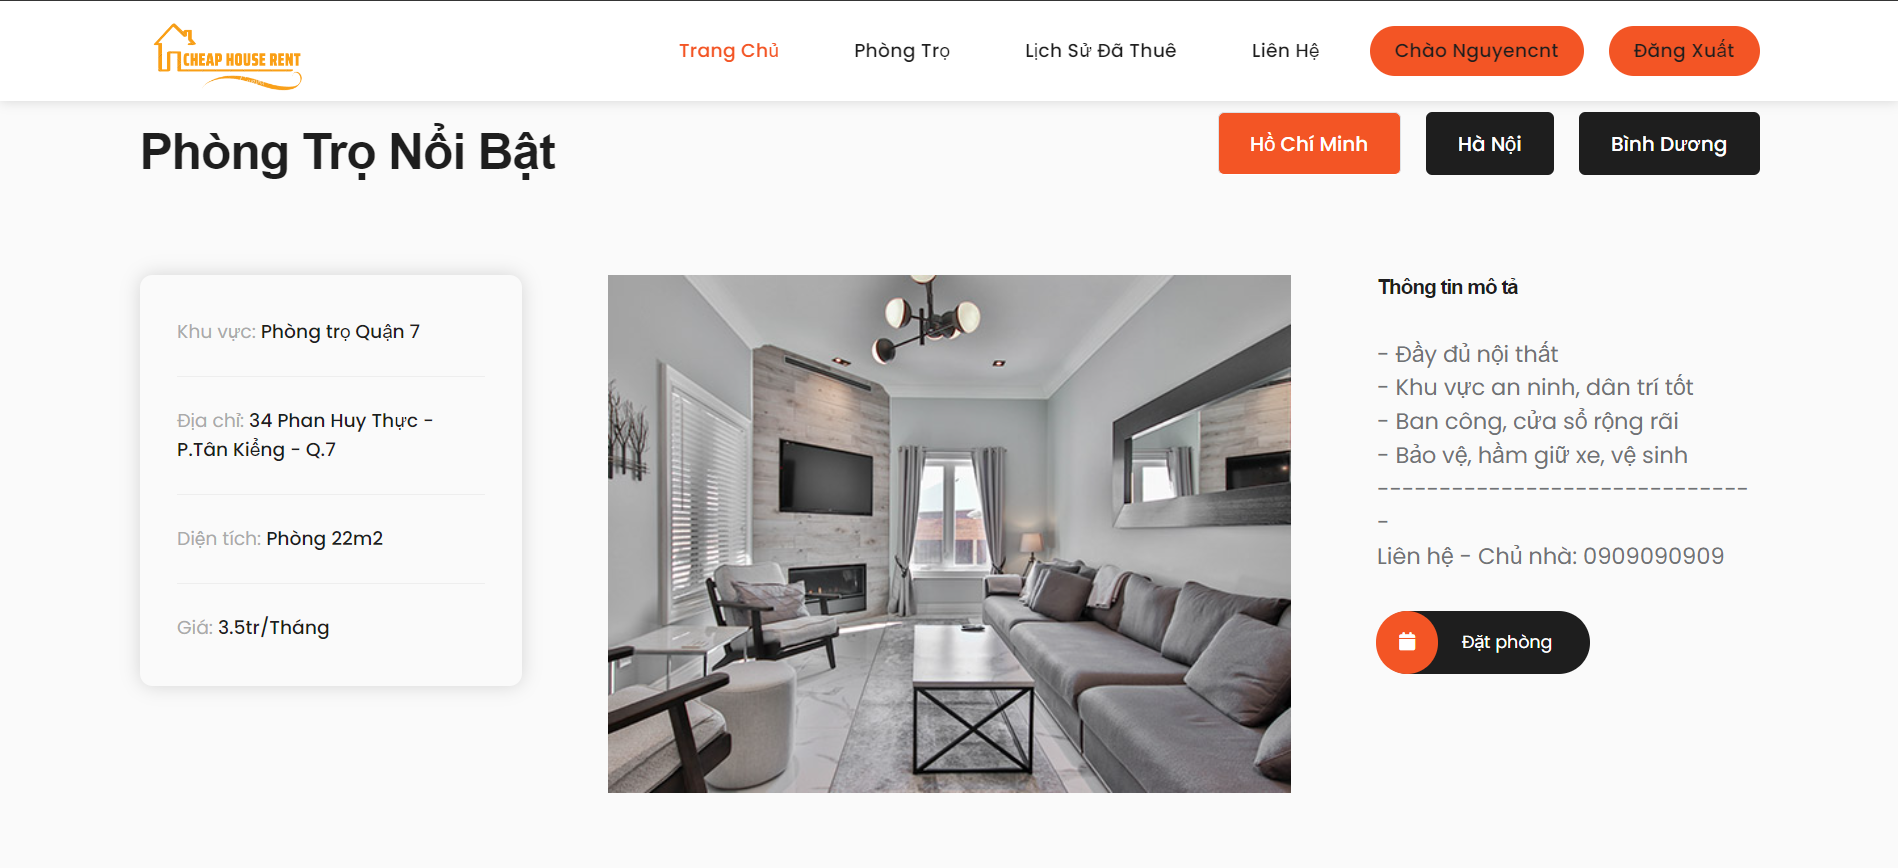 CHEAP HOUSE RENT
Trang Chủ
Phòng Trọ
Lịch Sử Đã Thuê
Liên Hệ
Chào Nguyencnt
Đăng Xuất
Phòng Trọ Nổi Bật
Hồ Chí Minh
Hà Nội
Bình Dương
Khu vực: Phòng trọ Quận 7
Địa chỉ: 34 Phan Huy Thực -
P.Tân Kiểng - Q.7
Diện tích: Phòng 22m2
Giá: 3.5tr/Tháng
Thông tin mô tả
- Đầy đủ nội thất
- Khu vực an ninh, dân trí tốt
- Ban công, cửa sổ rộng rãi
- Bảo vệ, hầm giữ xe, vệ sinh
------------------------------
-
Liên hệ - Chủ nhà: 0909090909
Đặt phòng